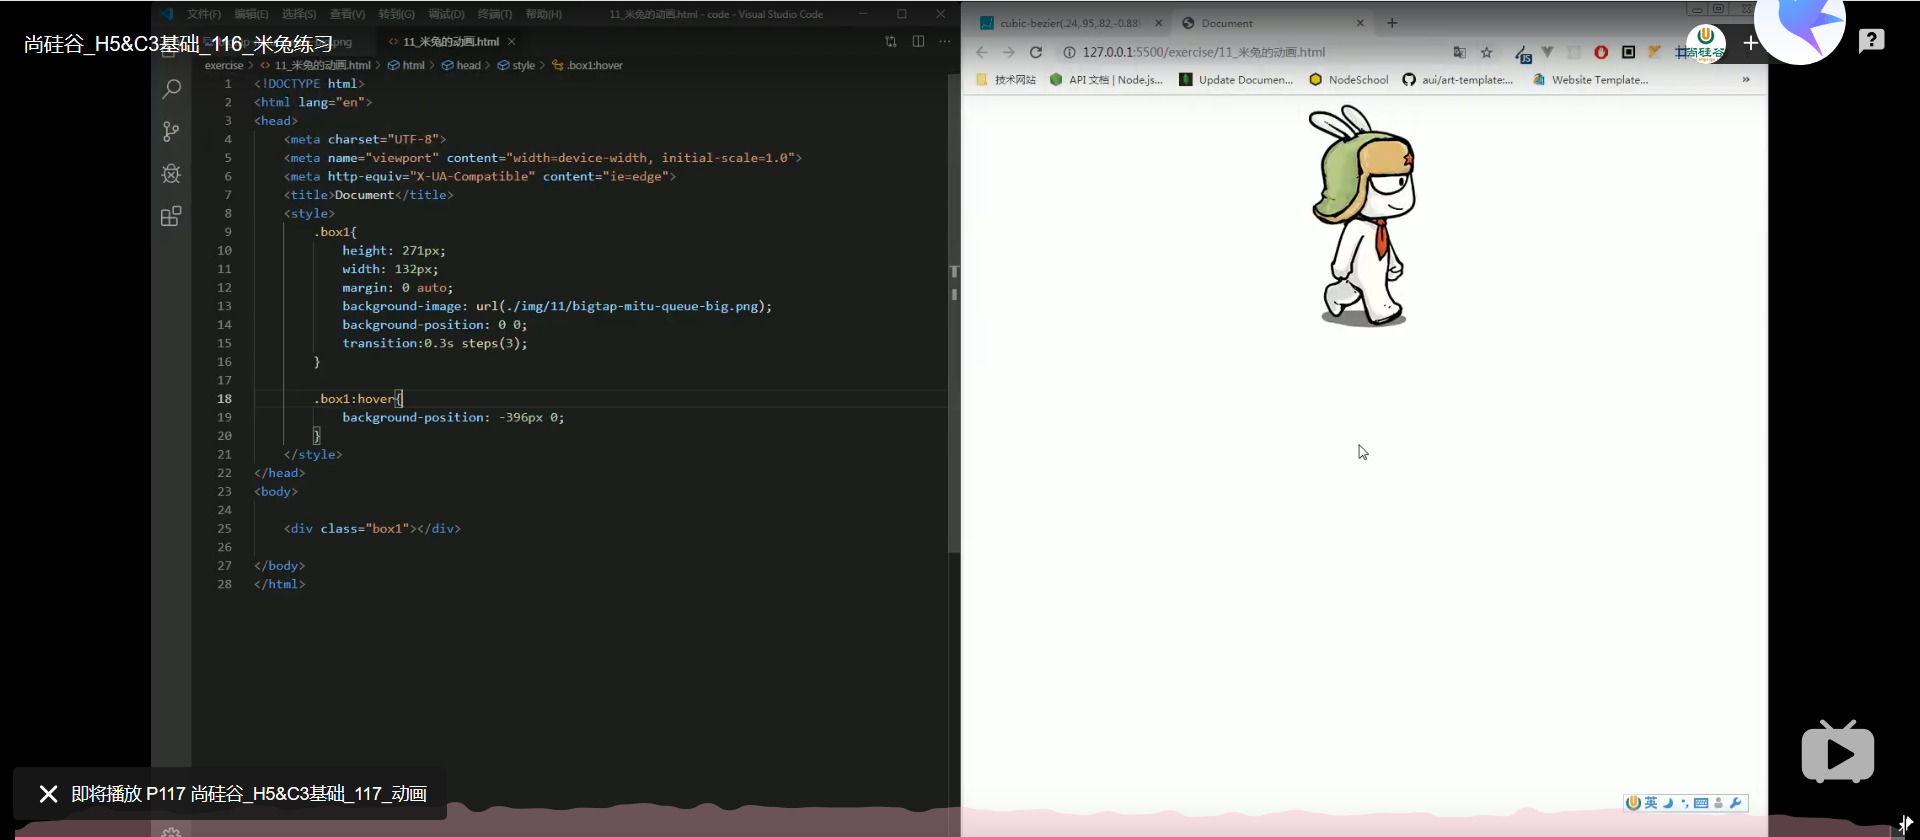 文件(F) 编辑(E) 选择(S) 查看(V) 转到(G) 调试(D) 终端(T) 帮助(H) 11_米兔的动画.html - code - Visual Studio Code
尚硅谷_H5&C3基础_116_米兔练习
11_米兔的动画.html
exercise > 11_米兔的动画.html > html > head > style > .box1:hover
1 <!DOCTYPE html>
2 <html lang="en">
3 <head>
4 <meta charset="UTF-8">
5 <meta name="viewport" content="width=device-width, initial-scale=1.0">
6 <meta http-equiv="X-UA-Compatible" content="ie=edge">
7 <title>Document</title>
8 <style>
9 .box1{
10 height: 271px;
11 width: 132px;
12 margin: 0 auto;
13 background-image: url(./img/11/bigtap-mitu-queue-big.png);
14 background-position: 0 0;
15 transition:0.3s steps(3);
16 }
17
18 .box1:hover{
19 background-position: -396px 0;
20 }
21 </style>
22 </head>
23 <body>
24
25 <div class="box1"></div>
26
27 </body>
28 </html>
cubic-bezier(.24,.95,.82,-0.88)
Document
127.0.0.1:5500/exercise/11_米兔的动画.html
尚硅谷
技术网站 API 文档 | Node.js... Update Documen... NodeSchool aui/art-template:... Website Template... »
英
即将播放 P117 尚硅谷_H5&C3基础_117_动画